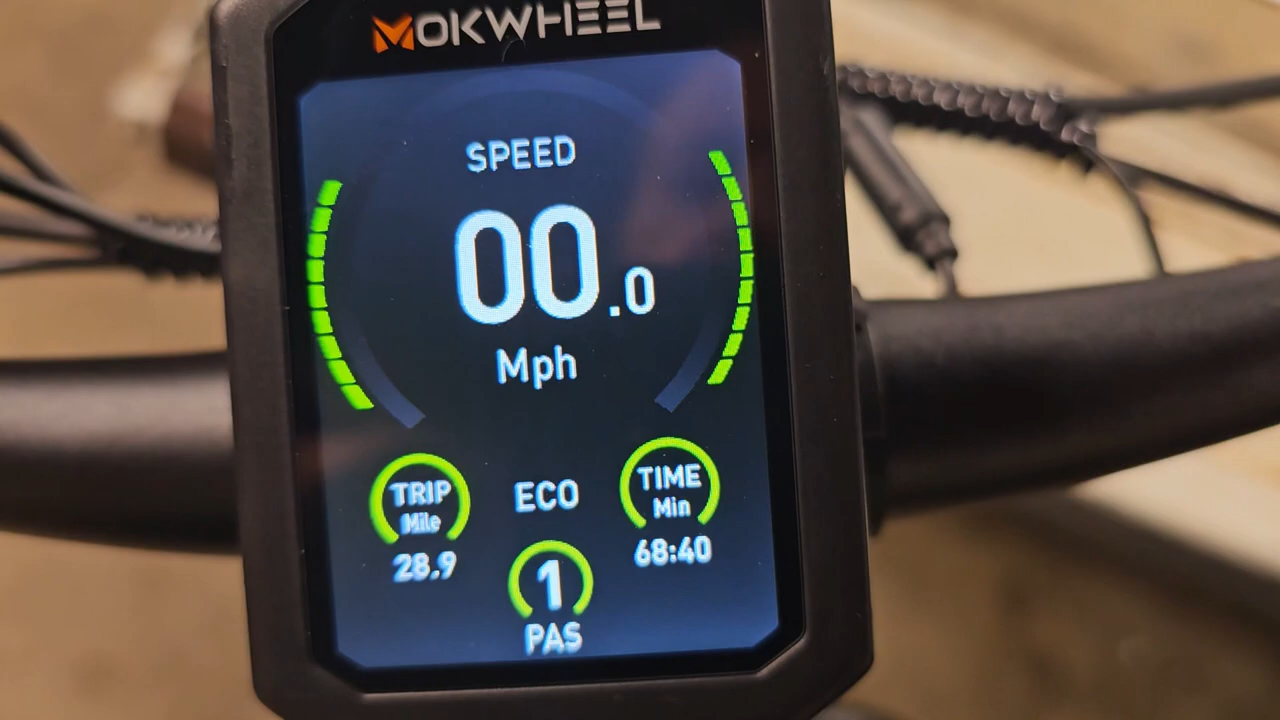 MOKWHEEL
SPEED
00.0
Mph
TRIP
Mile
28.9
ECO
TIME
Min
68:40
1
PAS